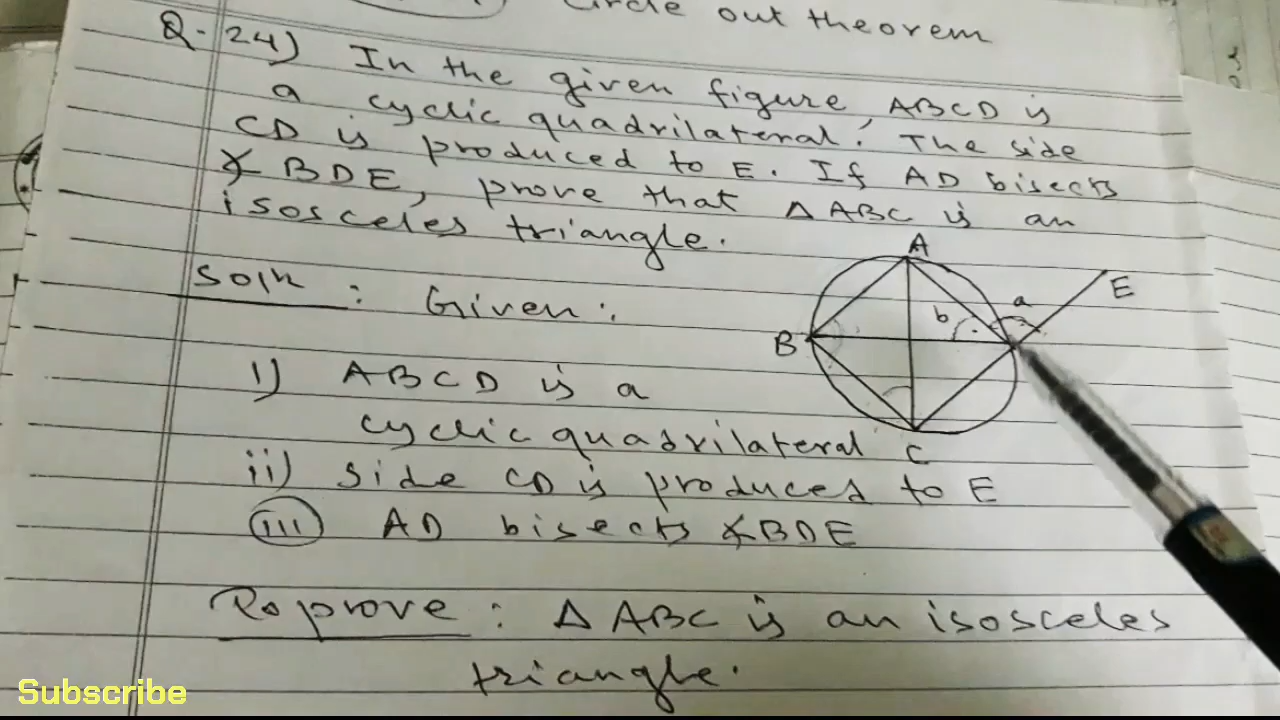 Circle out theorem
Q-24) In the given figure, ABCD is
a cyclic quadrilateral. The side
CD is produced to E. If AD bisects
∡ BDE, prove that Δ ABC is an
isosceles triangle.
Soln : Given :
A
E
a
b
B
C
i) ABCD is a
cyclic quadrilateral
ii) Side CD is produced to E
(iii) AD bisects ∡BDE
To prove : Δ ABC is an isosceles
triangle.
Subscribe